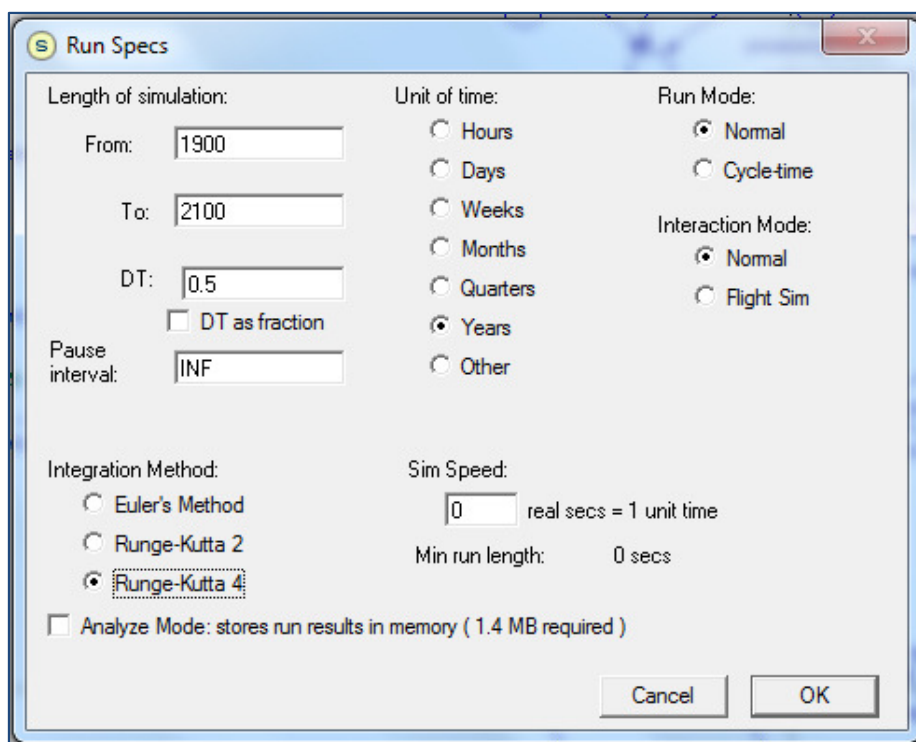 Run Specs
Length of simulation:
From: 1900
To: 2100
DT: 0.5
DT as fraction
Pause
interval: INF
Unit of time:
Hours
Days
Weeks
Months
Quarters
Years
Other
Run Mode:
Normal
Cycle-time
Interaction Mode:
Normal
Flight Sim
Integration Method:
Euler's Method
Runge-Kutta 2
Runge-Kutta 4
Sim Speed:
0 real secs = 1 unit time
Min run length: 0 secs
Analyze Mode: stores run results in memory ( 1.4 MB required )
Cancel OK